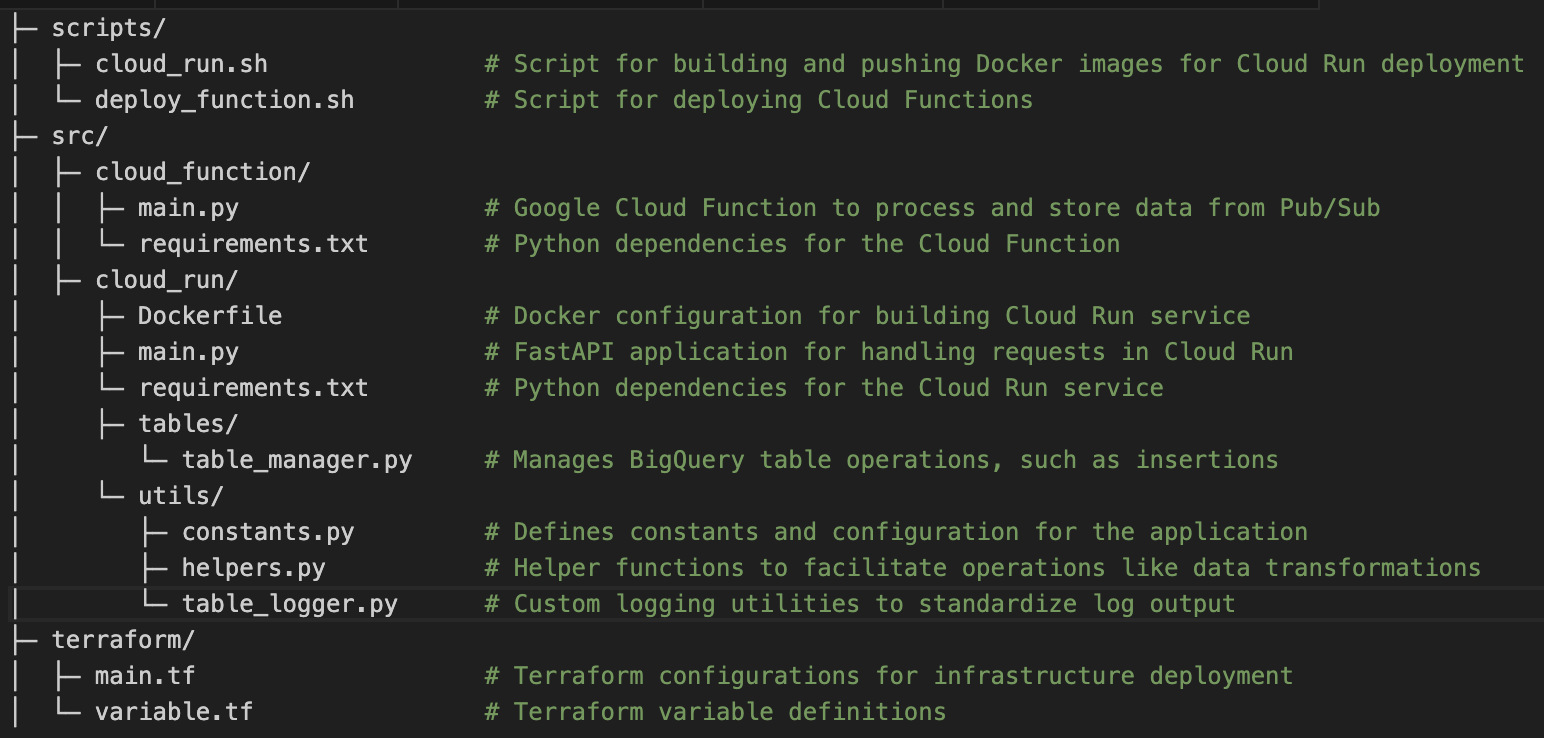 ├─ scripts/
│  ├─ cloud_run.sh               # Script for building and pushing Docker images for Cloud Run deployment
│  └─ deploy_function.sh         # Script for deploying Cloud Functions
├─ src/
│  ├─ cloud_function/
│  │  ├─ main.py                 # Google Cloud Function to process and store data from Pub/Sub
│  │  └─ requirements.txt        # Python dependencies for the Cloud Function
│  ├─ cloud_run/
│     ├─ Dockerfile              # Docker configuration for building Cloud Run service
│     ├─ main.py                 # FastAPI application for handling requests in Cloud Run
│     └─ requirements.txt        # Python dependencies for the Cloud Run service
│     ├─ tables/
│        └─ table_manager.py     # Manages BigQuery table operations, such as insertions
│     └─ utils/
│        ├─ constants.py         # Defines constants and configuration for the application
│        ├─ helpers.py           # Helper functions to facilitate operations like data transformations
│        └─ table_logger.py      # Custom logging utilities to standardize log output
├─ terraform/
│  ├─ main.tf                    # Terraform configurations for infrastructure deployment
│  └─ variable.tf                # Terraform variable definitions